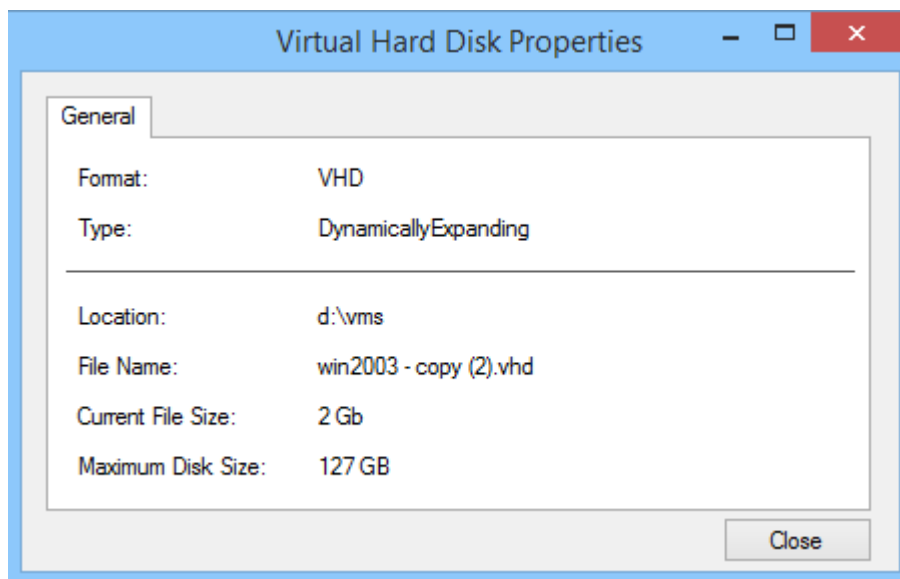 Virtual Hard Disk Properties
General
Format: VHD
Type: DynamicallyExpanding
Location: d:\vms
File Name: win2003 - copy (2).vhd
Current File Size: 2 Gb
Maximum Disk Size: 127 GB
Close